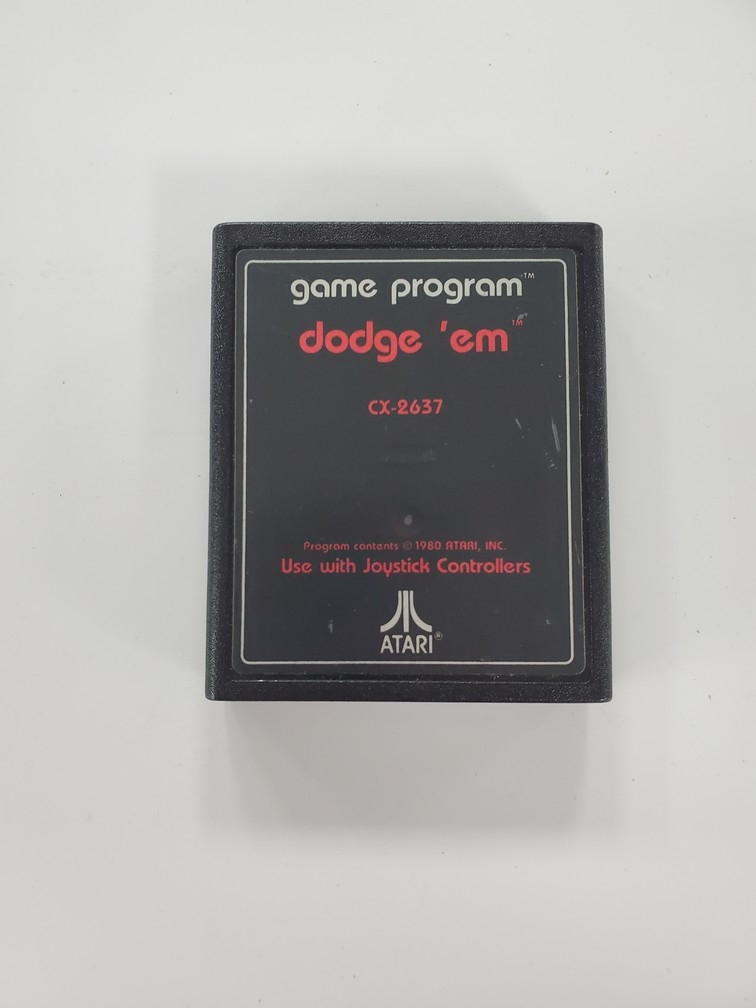 game program™
dodge 'em™
CX-2637
Program contents © 1980 ATARI, INC.
Use with Joystick Controllers
ATARI®